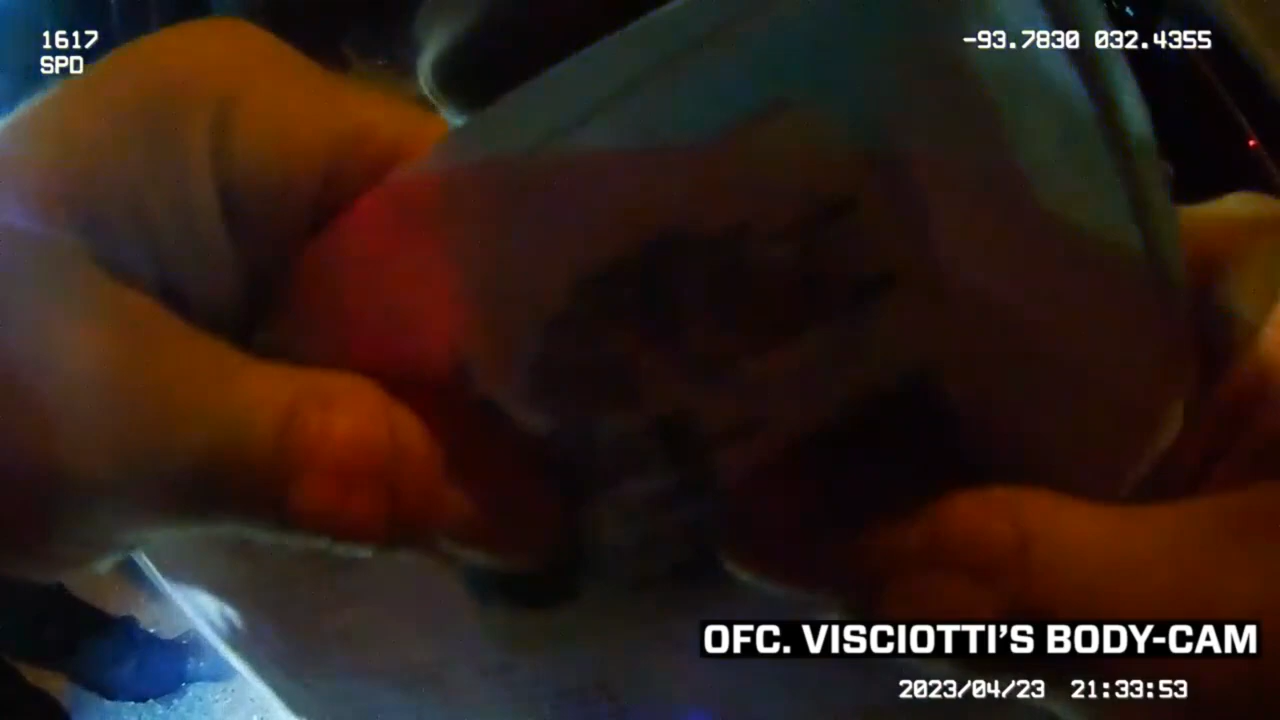 1617
SPD
-93.7830 032.4355
OFC. VISCIOTTI'S BODY-CAM
2023/04/23 21:33:53